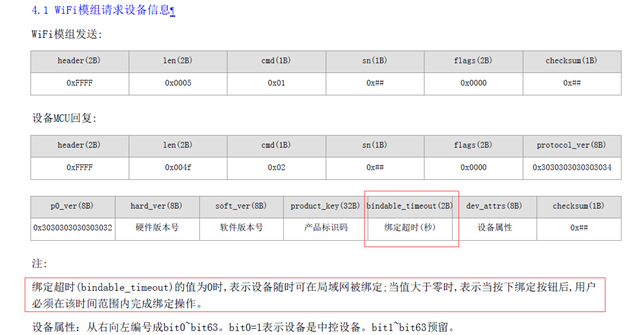 4.1 WiFi模组请求设备信息¶
WiFi模组发送:
header(2B) len(2B) cmd(1B) sn(1B) flags(2B) checksum(1B)
0xFFFF 0x0005 0x01 0x## 0x0000 0x##
设备MCU回复:
header(2B) len(2B) cmd(1B) sn(1B) flags(2B) protocol_ver(8B)
0xFFFF 0x004f 0x02 0x## 0x0000 0x3030303030303034
p0_ver(8B) hard_ver(8B) soft_ver(8B) product_key(32B) bindable_timeout(2B) dev_attrs(8B) checksum(1B)
0x3030303030303032 硬件版本号 软件版本号 产品标识码 绑定超时(秒) 设备属性 0x##
注:
绑定超时(bindable_timeout)的值为0时,表示设备随时可在局域网被绑定;当值大于零时,表示当按下绑定按钮后,用户
必须在该时间范围内完成绑定操作。
设备属性: 从右向左编号成bit0~bit63。bit0=1表示设备是中控设备。bit1~bit63预留。